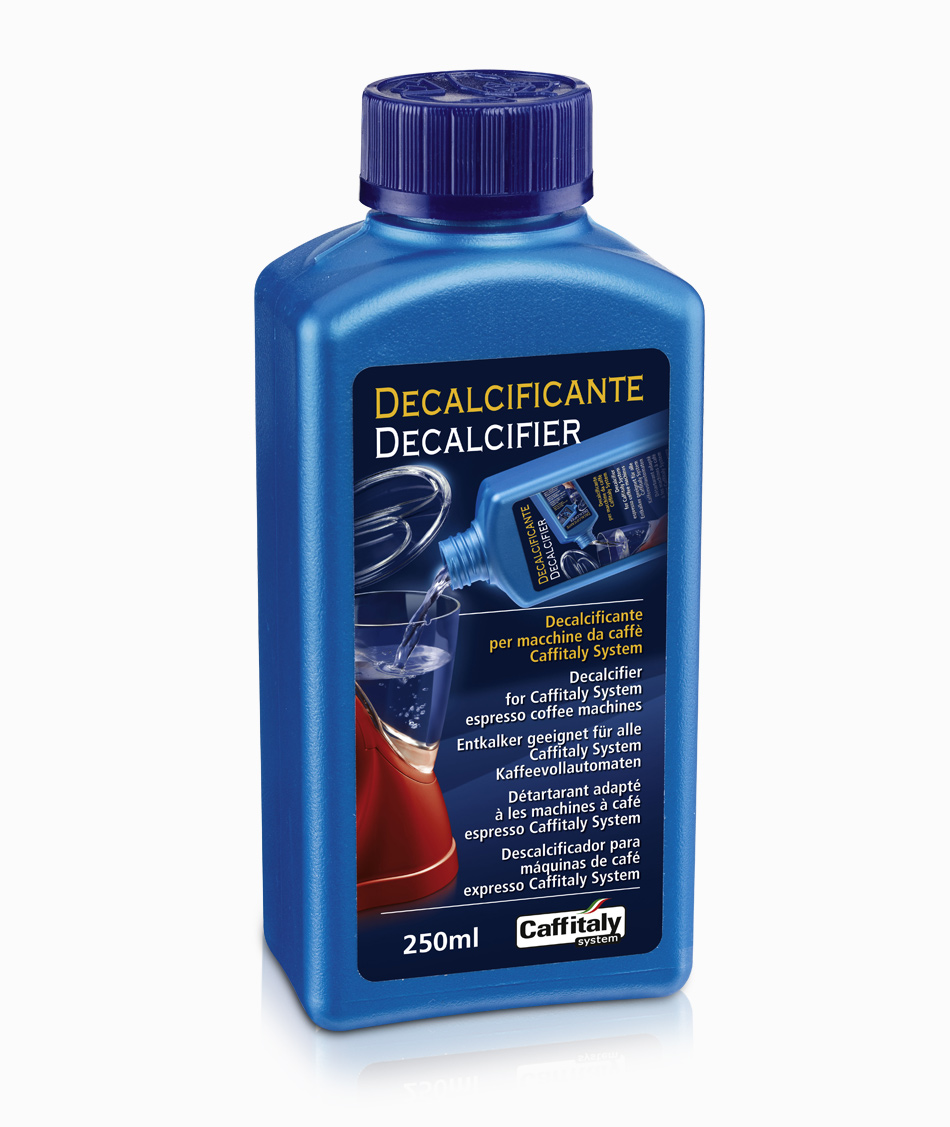 DECALCIFICANTE
DECALCIFIER
DECALCIFICANTE
DECALCIFIER
Decalcificante
per macchine da caffè
Caffitaly System
Decalcifier
for Caffitaly System
espresso coffee machines
Entkalker geeignet für alle
Caffitaly System
Kaffeevollautomaten
Détartarant adapté
à les machines à café
espresso Caffitaly System
Descalcificador para
máquinas de café
expresso Caffitaly System
250ml
Caffitaly
system